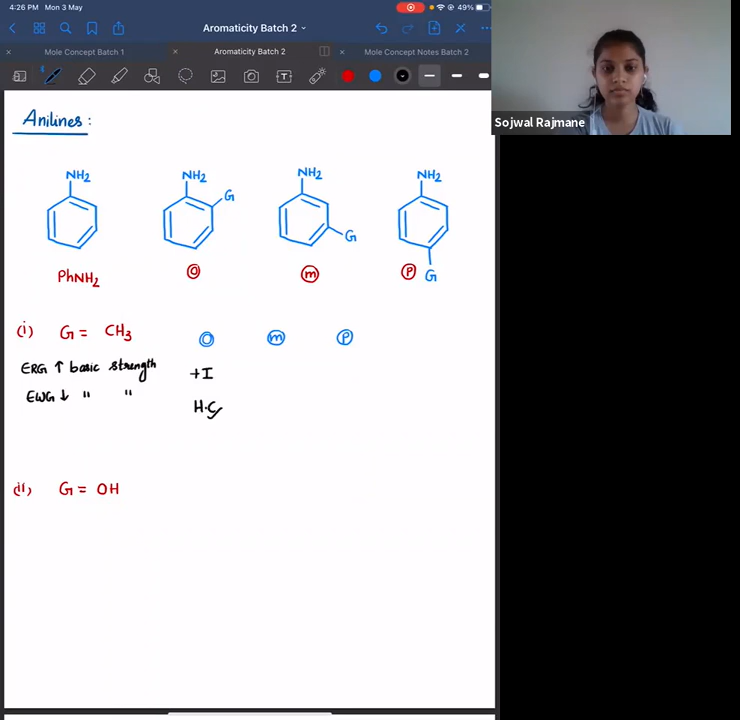 4:26 PM Mon 3 May
49%
Aromaticity Batch 2
Mole Concept Batch 1
Aromaticity Batch 2
Mole Concept Notes Batch 2
Sojwal Rajmane
Anilines:
NH2 NH2 NH2 NH2
G
G
G
PhNH2 O m P
(i) G = CH3 O m P
ERG ↑ basic strength +I
EWG ↓ " " H.C
(ii) G = OH